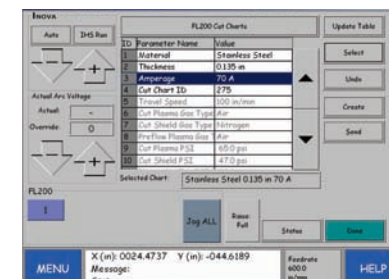 INOVA
FL200 Cut Charts
Update Table
Auto
IHS Run
ID Parameter Name Value
1 Material Stainless Steel
2 Thickness 0.135 in
3 Amperage 70 A
4 Cut Chart ID 275
5 Travel Speed 100 in/min
6 Cut Plasma Gas Type Air
7 Cut Shield Gas Type Nitrogen
8 Preflow Plasma Gas Air
9 Cut Plasma PSI 65.0 psi
10 Cut Shield PSI 47.0 psi
Select
Undo
Create
Send
Actual Arc Voltage
Actual: -
Override: 0
Selected Chart: Stainless Steel 0.135 in 70 A
FL200
1
Jog ALL
Raise: Full
Status
Done
MENU
X (in): 0024.4737 Y (in): -044.6189
Message:
Feedrate
600.0
in/min
HELP